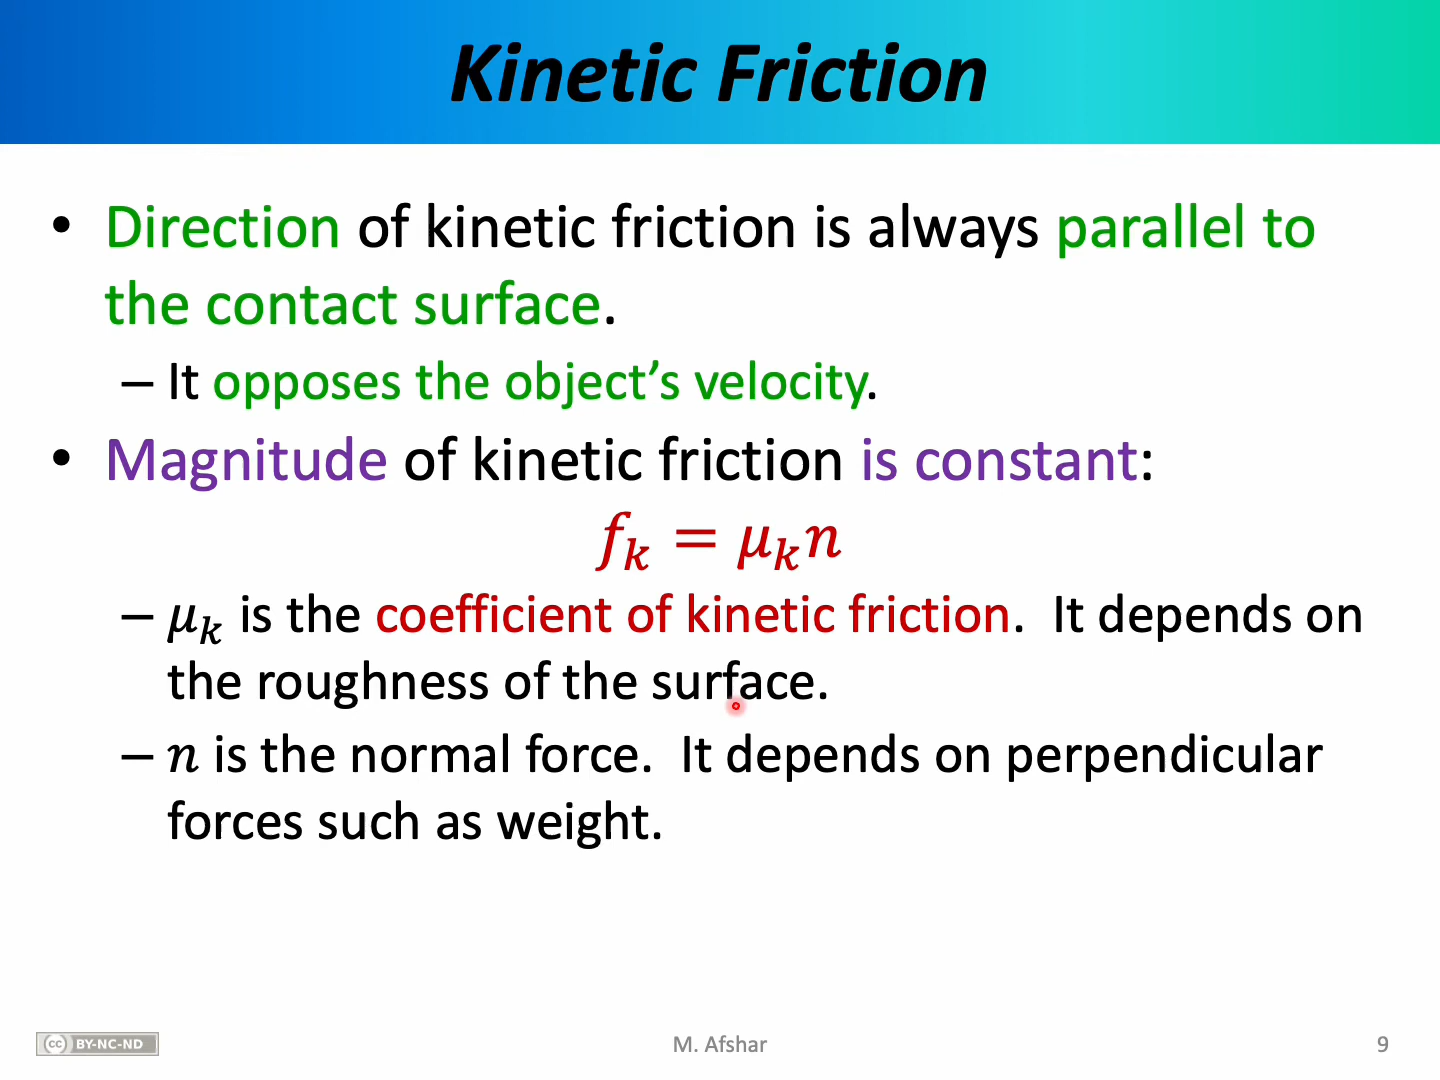 Kinetic Friction
• Direction of kinetic friction is always parallel to
the contact surface.
– It opposes the object’s velocity.
• Magnitude of kinetic friction is constant:
𝑓ₖ = 𝜇ₖ𝑛
– 𝜇ₖ is the coefficient of kinetic friction.  It depends on
the roughness of the surface.
– 𝑛 is the normal force.  It depends on perpendicular
forces such as weight.
cc BY-NC-ND
M. Afshar
9